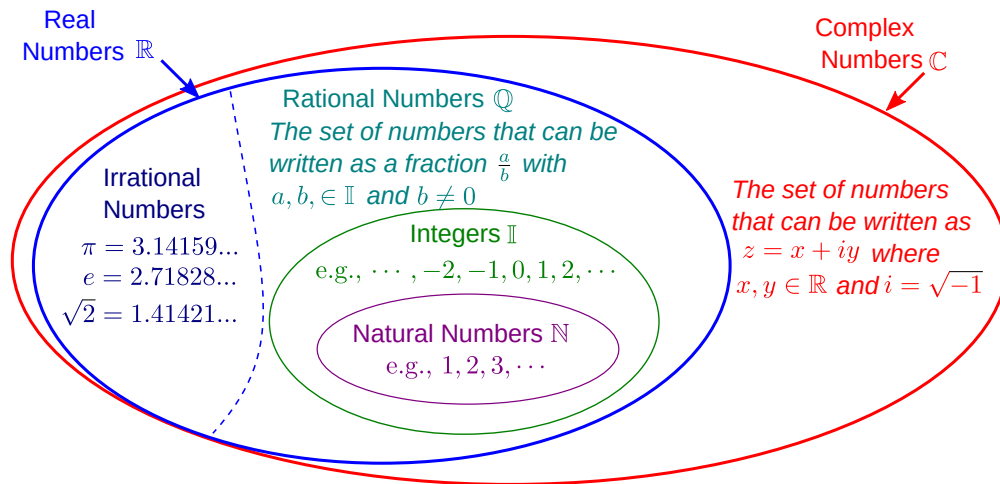 Real
Numbers ℝ
Complex
Numbers ℂ
Rational Numbers ℚ
The set of numbers that can be
written as a fraction a/b with
a, b, ∈ 𝕀 and b ≠ 0
Irrational
Numbers
π = 3.14159...
e = 2.71828...
√2 = 1.41421...
Integers 𝕀
e.g., ⋯ , −2, −1, 0, 1, 2, ⋯
Natural Numbers ℕ
e.g., 1, 2, 3, ⋯
The set of numbers
that can be written as
z = x + iy where
x, y ∈ ℝ and i = √−1